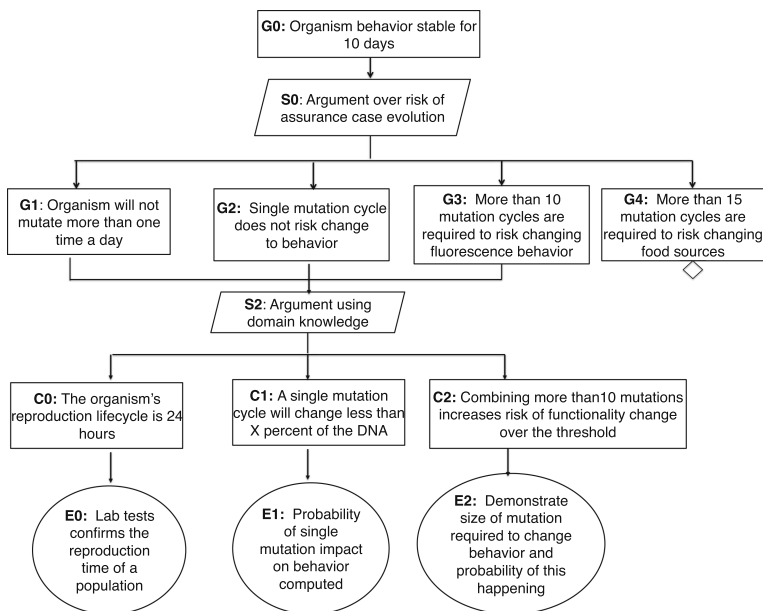 G0: Organism behavior stable for
10 days
S0: Argument over risk of
assurance case evolution
G1: Organism will not
mutate more than one
time a day
G2: Single mutation cycle
does not risk change
to behavior
G3: More than 10
mutation cycles are
required to risk changing
fluorescence behavior
G4: More than 15
mutation cycles are
required to risk changing
food sources
S2: Argument using
domain knowledge
C0: The organism's
reproduction lifecycle is 24
hours
C1: A single mutation
cycle will change less than
X percent of the DNA
C2: Combining more than10 mutations
increases risk of functionality change
over the threshold
E0: Lab tests
confirms the
reproduction
time of a
population
E1: Probability
of single
mutation impact
on behavior
computed
E2: Demonstrate
size of mutation
required to change
behavior and
probability of this
happening